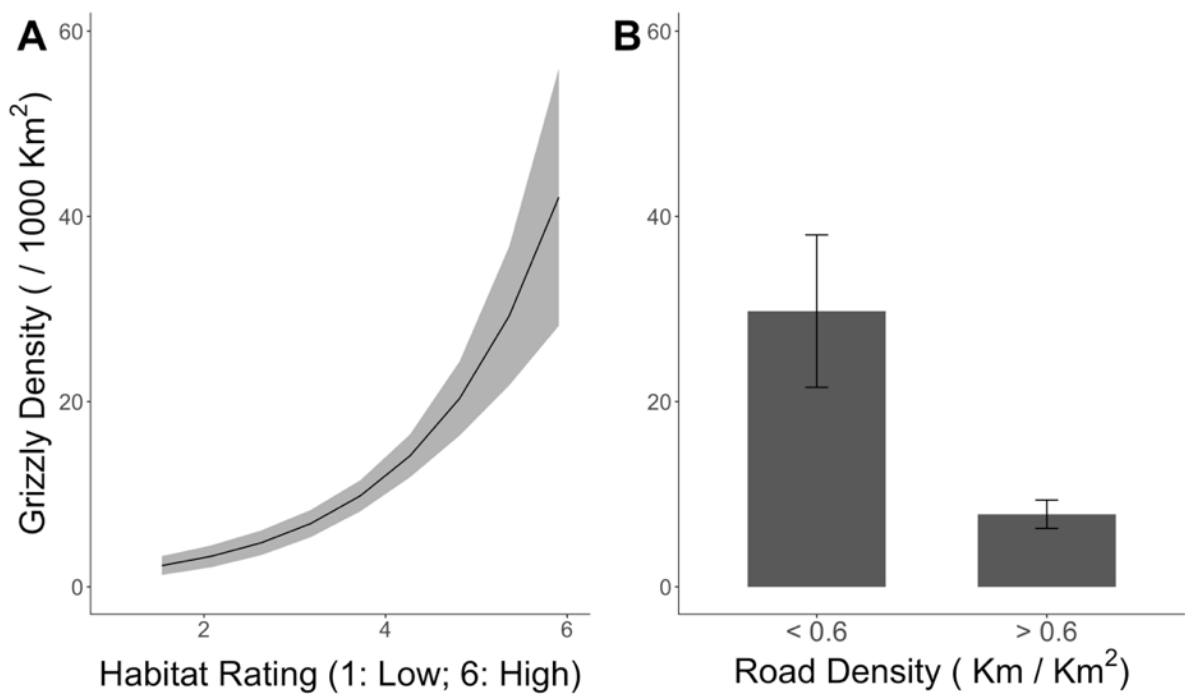 A
Grizzly Density ( / 1000 Km²)
60
40
20
0
2 4 6
Habitat Rating (1: Low; 6: High)
B
60
40
20
0
< 0.6 > 0.6
Road Density ( Km / Km²)